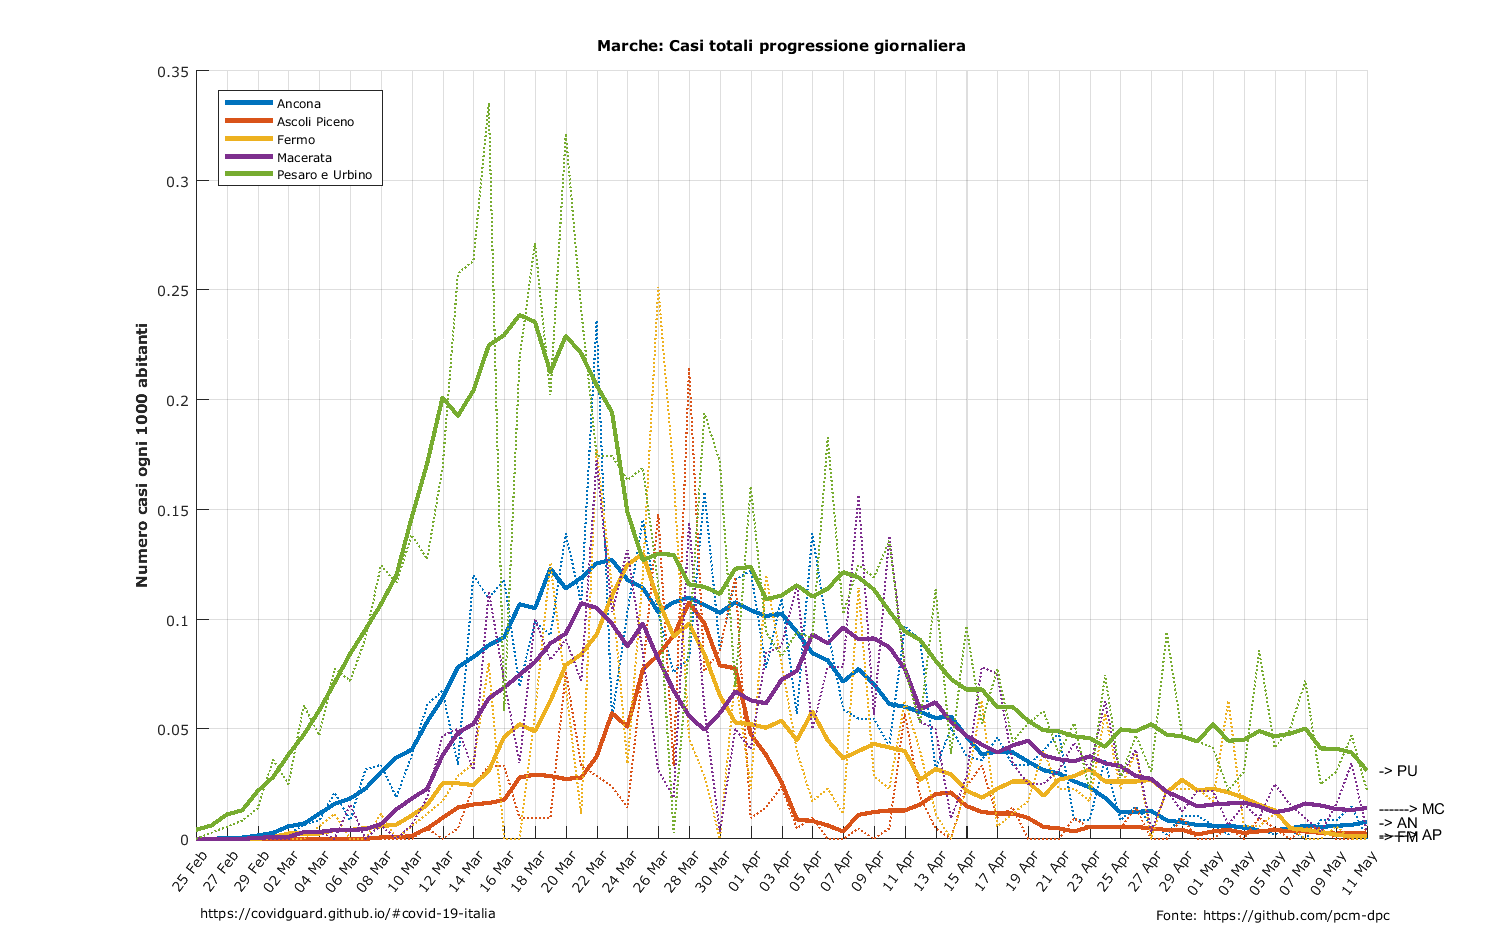 Marche: Casi totali progressione giornaliera
Numero casi ogni 1000 abitanti
0.35
0.3
0.25
0.2
0.15
0.1
0.05
0
Ancona
Ascoli Piceno
Fermo
Macerata
Pesaro e Urbino
-> PU
------> MC
-> AN
-----> AP
-> FM
25 Feb
27 Feb
29 Feb
02 Mar
04 Mar
06 Mar
08 Mar
10 Mar
12 Mar
14 Mar
16 Mar
18 Mar
20 Mar
22 Mar
24 Mar
26 Mar
28 Mar
30 Mar
01 Apr
03 Apr
05 Apr
07 Apr
09 Apr
11 Apr
13 Apr
15 Apr
17 Apr
19 Apr
21 Apr
23 Apr
25 Apr
27 Apr
29 Apr
01 May
03 May
05 May
07 May
09 May
11 May
https://covidguard.github.io/#covid-19-italia
Fonte: https://github.com/pcm-dpc